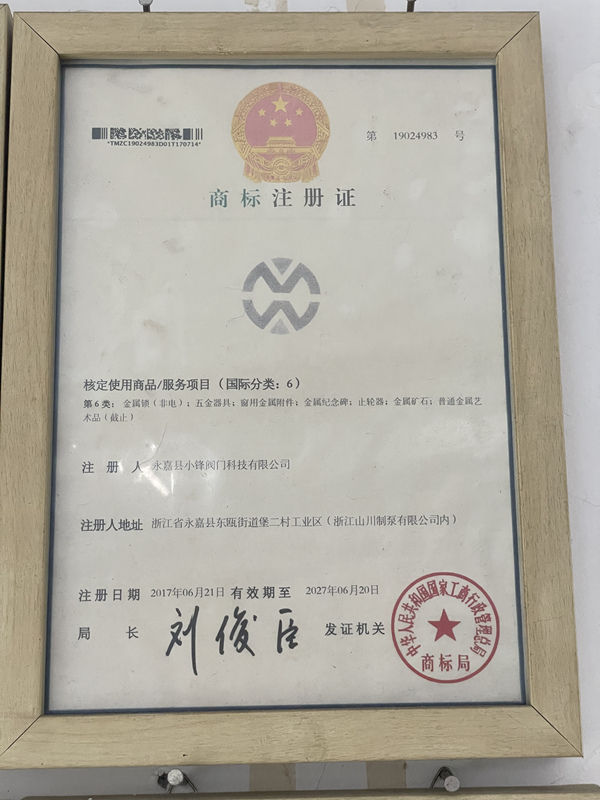 *TMZC19024983D01T170714*
第 19024983 号
商标注册证
核定使用商品/服务项目（国际分类：6）
第6类：金属锁（非电）；五金器具；窗用金属附件；金属纪念碑；止轮器；金属矿石；普通金属艺
术品（截止）
注 册 人 永嘉县小锋阀门科技有限公司
注册人地址 浙江省永嘉县东瓯街道堡二村工业区（浙江山川制泵有限公司内）
注册日期 2017年06月21日 有效期至 2027年06月20日
局 长 刘俊臣 发证机关
中华人民共和国国家工商行政管理总局
商标局